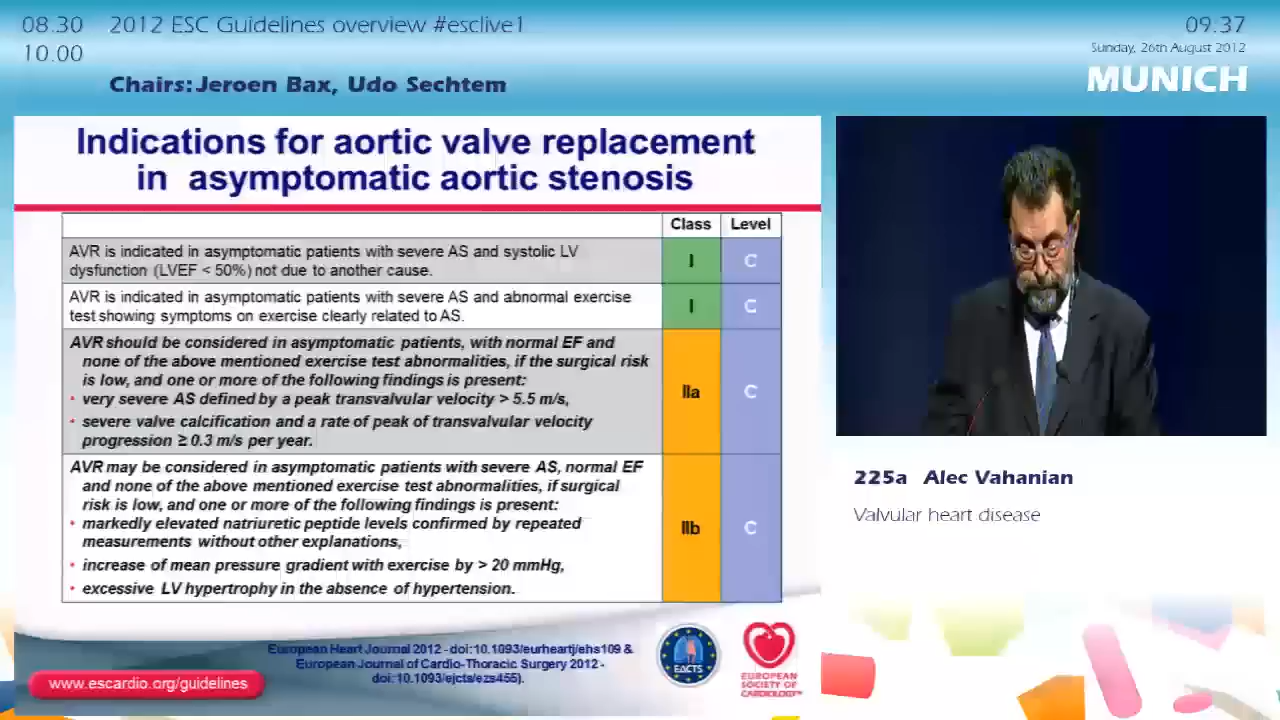 08.30 2012 ESC Guidelines overview #esclive1
10.00
Chairs: Jeroen Bax, Udo Sechtem
09.37
Sunday, 26th August 2012
MUNICH
Indications for aortic valve replacement
in asymptomatic aortic stenosis
Class Level
AVR is indicated in asymptomatic patients with severe AS and systolic LV
dysfunction (LVEF < 50%) not due to another cause.
I C
AVR is indicated in asymptomatic patients with severe AS and abnormal exercise
test showing symptoms on exercise clearly related to AS.
I C
AVR should be considered in asymptomatic patients, with normal EF and
none of the above mentioned exercise test abnormalities, if the surgical risk
is low, and one or more of the following findings is present:
• very severe AS defined by a peak transvalvular velocity > 5.5 m/s,
• severe valve calcification and a rate of peak of transvalvular velocity
progression ≥ 0.3 m/s per year.
IIa C
AVR may be considered in asymptomatic patients with severe AS, normal EF
and none of the above mentioned exercise test abnormalities, if surgical
risk is low, and one or more of the following findings is present:
• markedly elevated natriuretic peptide levels confirmed by repeated
measurements without other explanations,
• increase of mean pressure gradient with exercise by > 20 mmHg,
• excessive LV hypertrophy in the absence of hypertension.
IIb C
www.escardio.org/guidelines
European Heart Journal 2012 - doi:10.1093/eurheartj/ehs109 &
European Journal of Cardio-Thoracic Surgery 2012 -
doi:10.1093/ejcts/ezs455).
EACTS
EUROPEAN
SOCIETY OF
CARDIOLOGY
225a Alec Vahanian
Valvular heart disease